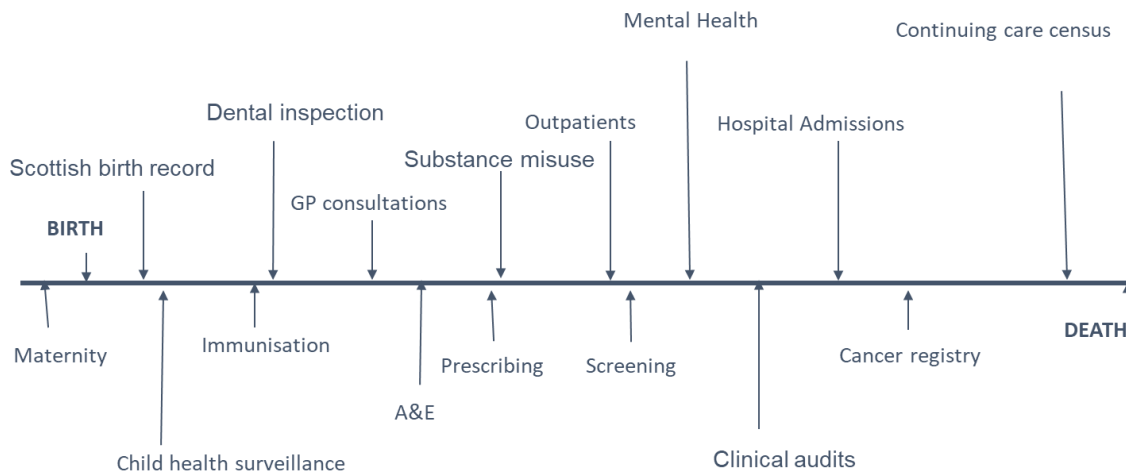 Mental Health
Continuing care census
Dental inspection
Outpatients
Hospital Admissions
Substance misuse
Scottish birth record
GP consultations
BIRTH
Maternity
Immunisation
Prescribing
Screening
Cancer registry
DEATH
A&E
Child health surveillance
Clinical audits